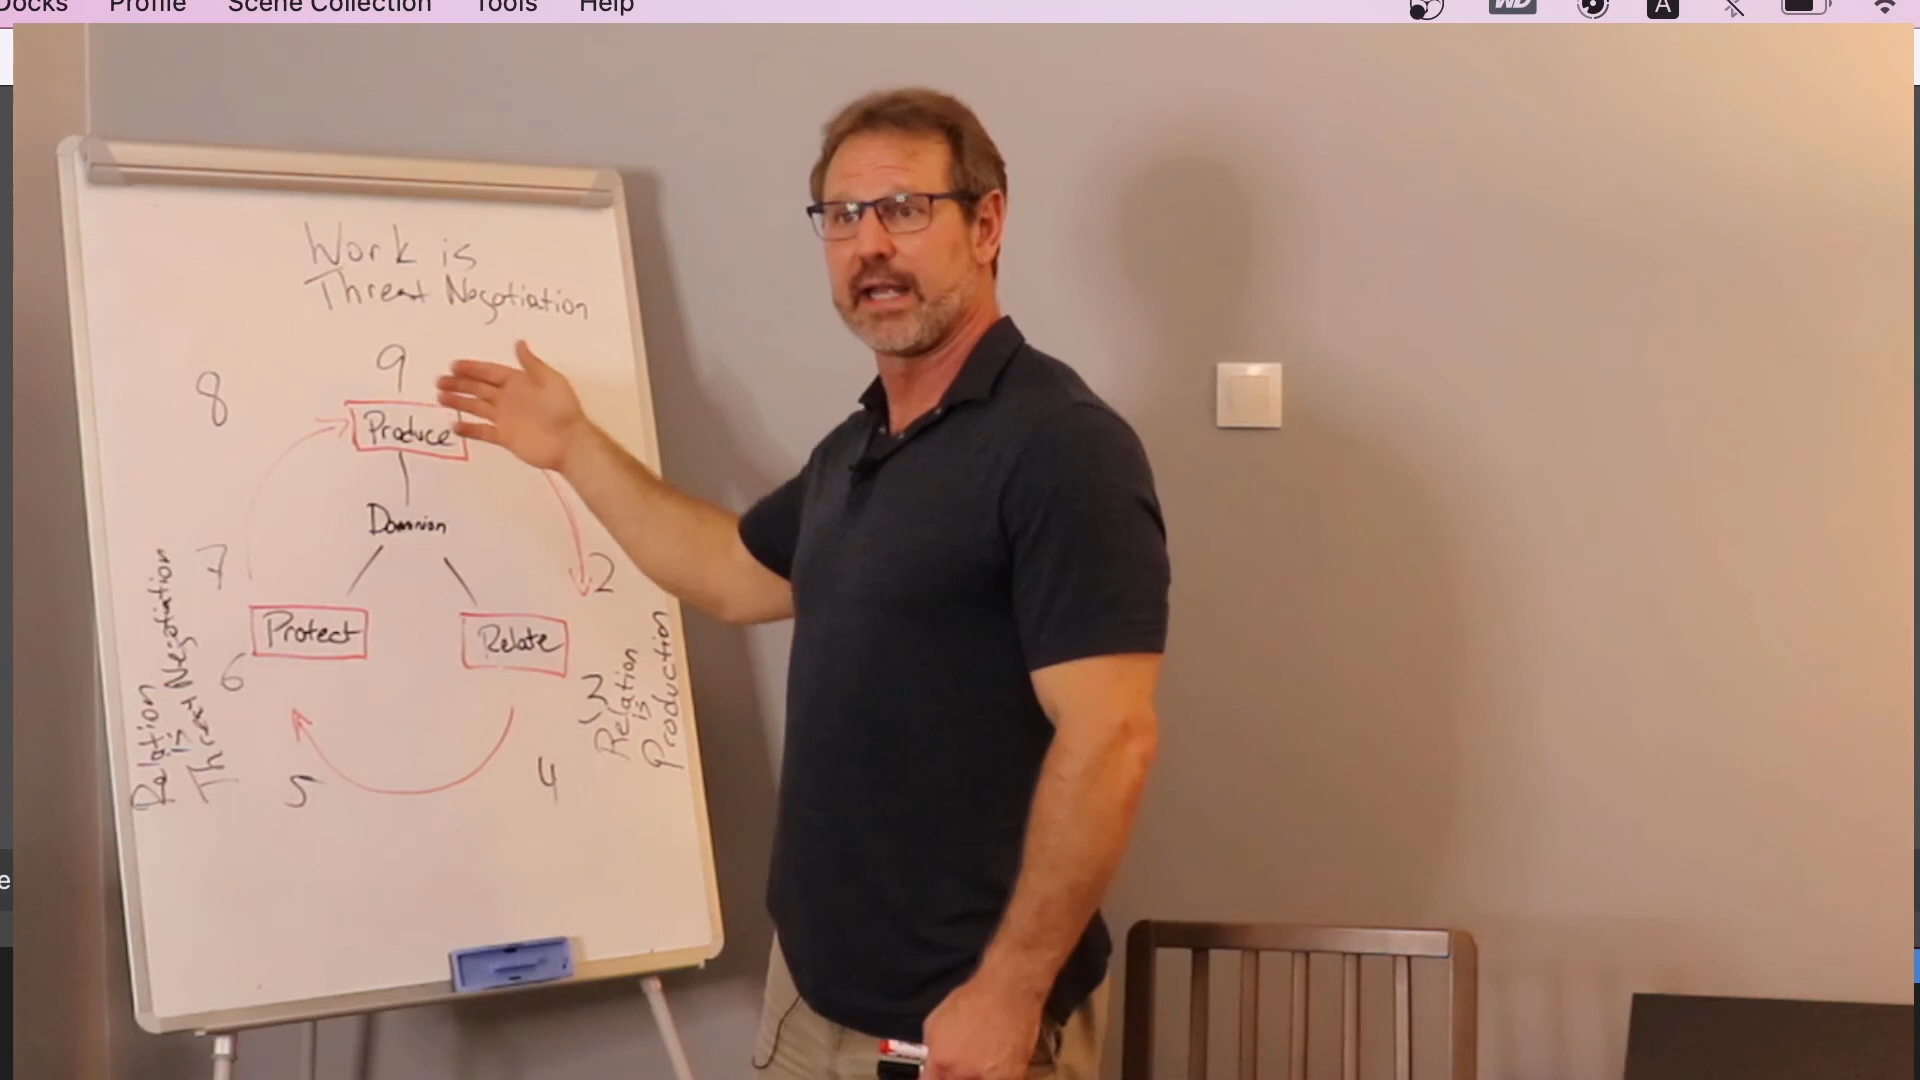 Docks Profile Scene Collection Tools Help
WD
A
Work is
Threat Negotiation
9
8
Produce
Dominion
7
2
Protect
Relate
6
3
5
4
Relation
is
Threat Negotiation
Relation
is
Production
e